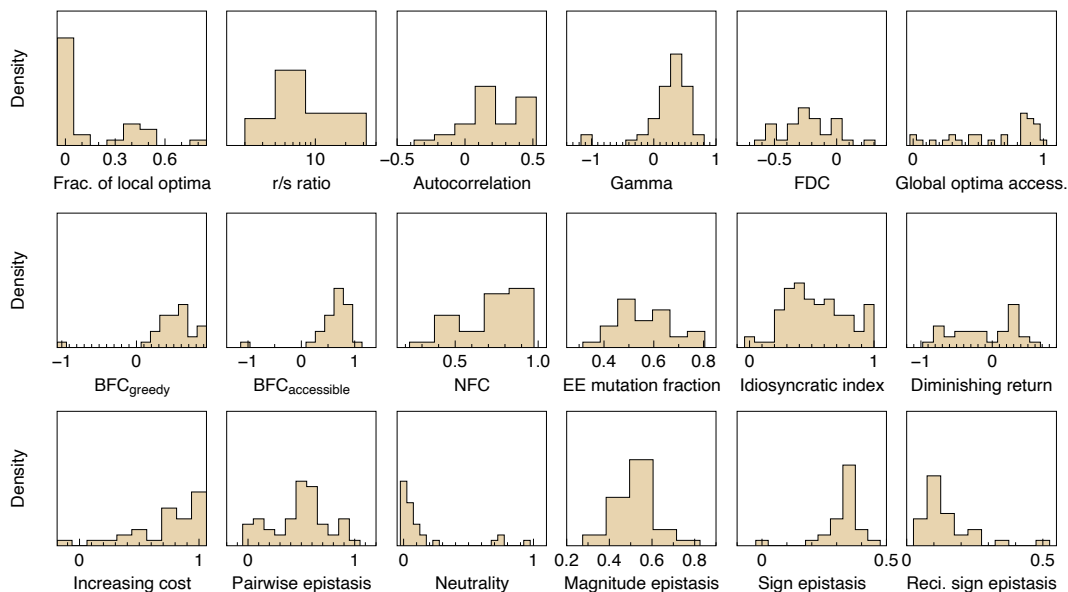 Density
0 0.3 0.6
10
−0.5 0 0.5
−1 0 1
−0.5 0
0 1
Frac. of local optima r/s ratio Autocorrelation Gamma FDC Global optima access.
Density
−1 0
−1 0 1
0.5 1.0
0.4 0.6 0.8
0 1
−1 0
BFCgreedy BFCaccessible NFC EE mutation fraction Idiosyncratic index Diminishing return
Density
0 1
0 1
0 1
0.2 0.4 0.6 0.8
0 0.5
0 0.5
Increasing cost Pairwise epistasis Neutrality Magnitude epistasis Sign epistasis Reci. sign epistasis